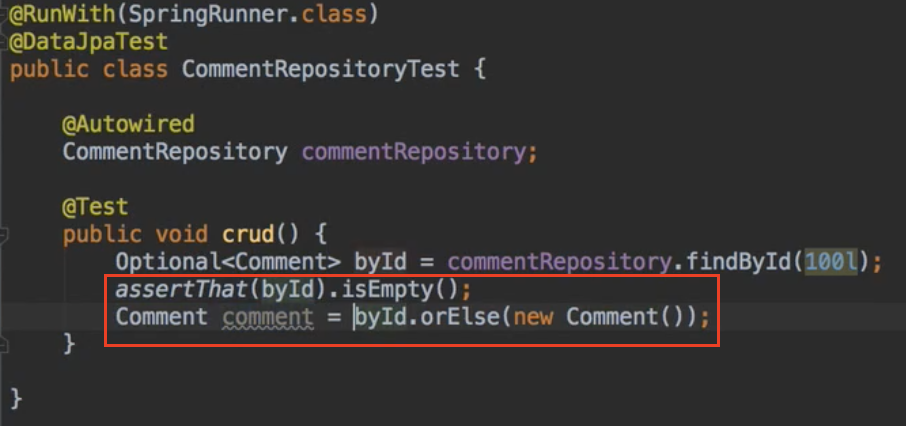 @RunWith(SpringRunner.class)
@DataJpaTest
public class CommentRepositoryTest {
@Autowired
CommentRepository commentRepository;
@Test
public void crud() {
Optional<Comment> byId = commentRepository.findById(100l);
assertThat(byId).isEmpty();
Comment comment = byId.orElse(new Comment());
}
}